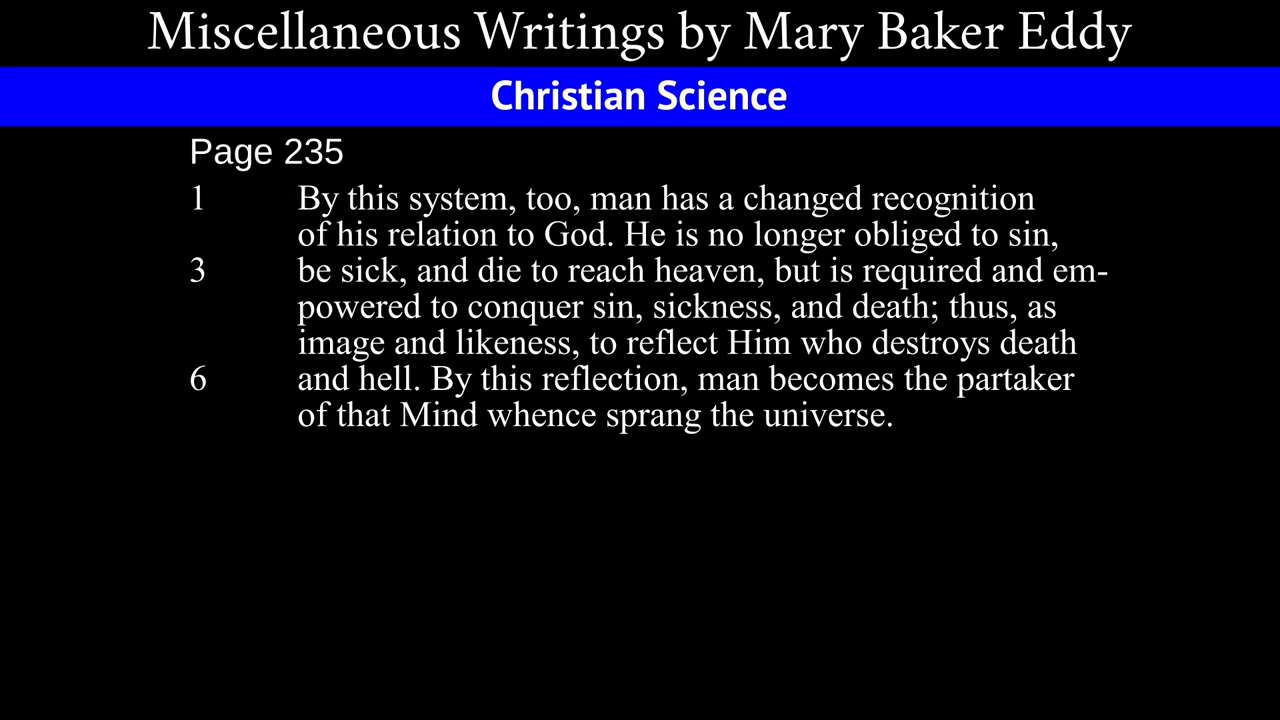 Miscellaneous Writings by Mary Baker Eddy
Christian Science
Page 235
1 By this system, too, man has a changed recognition
of his relation to God. He is no longer obliged to sin,
3 be sick, and die to reach heaven, but is required and em-
powered to conquer sin, sickness, and death; thus, as
image and likeness, to reflect Him who destroys death
6 and hell. By this reflection, man becomes the partaker
of that Mind whence sprang the universe.